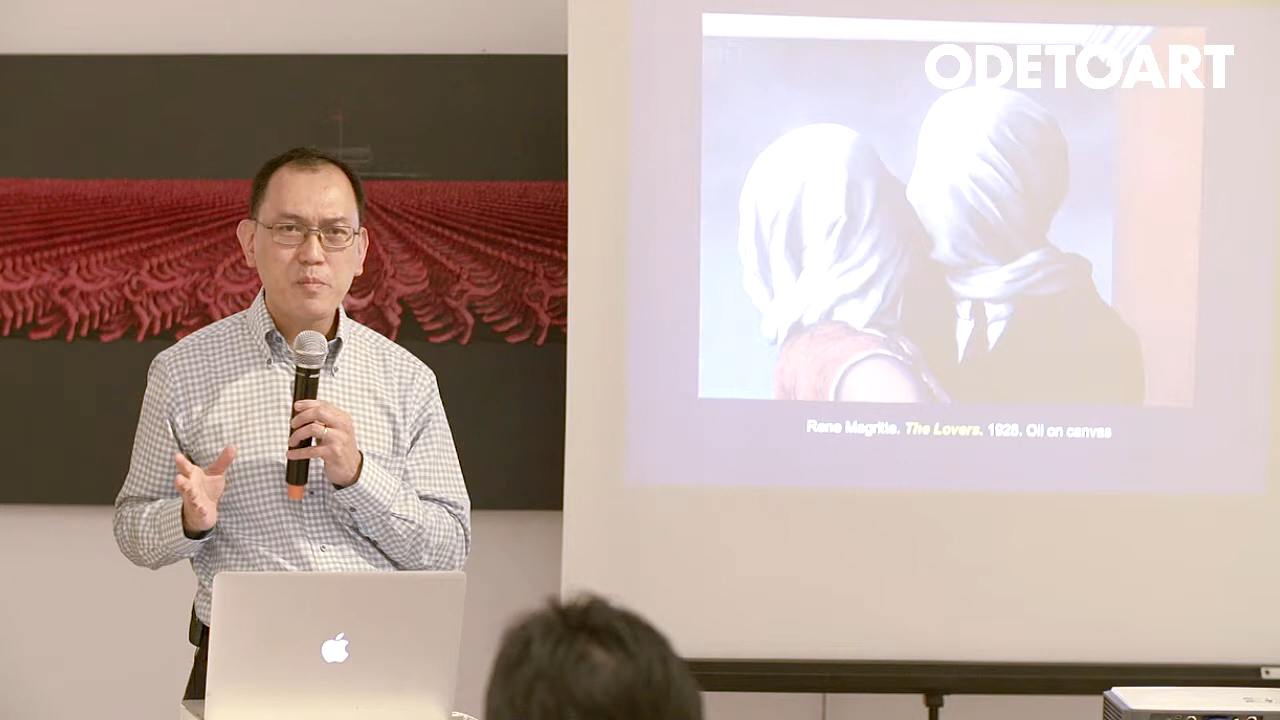 ODETOART
Rene Magritte. The Lovers. 1928. Oil on canvas